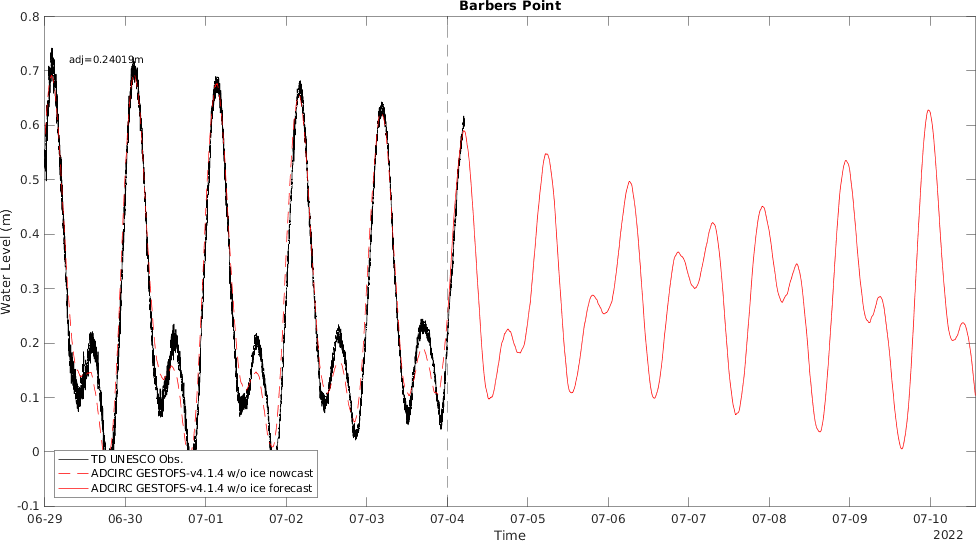 Barbers Point
0.8
adj=0.24019m
0.7
0.6
0.5
0.4
0.3
0.2
0.1
0
-0.1
Water Level (m)
TD UNESCO Obs.
ADCIRC GESTOFS-v4.1.4 w/o ice nowcast
ADCIRC GESTOFS-v4.1.4 w/o ice forecast
06-29 06-30 07-01 07-02 07-03 07-04 07-05 07-06 07-07 07-08 07-09 07-10
Time
2022